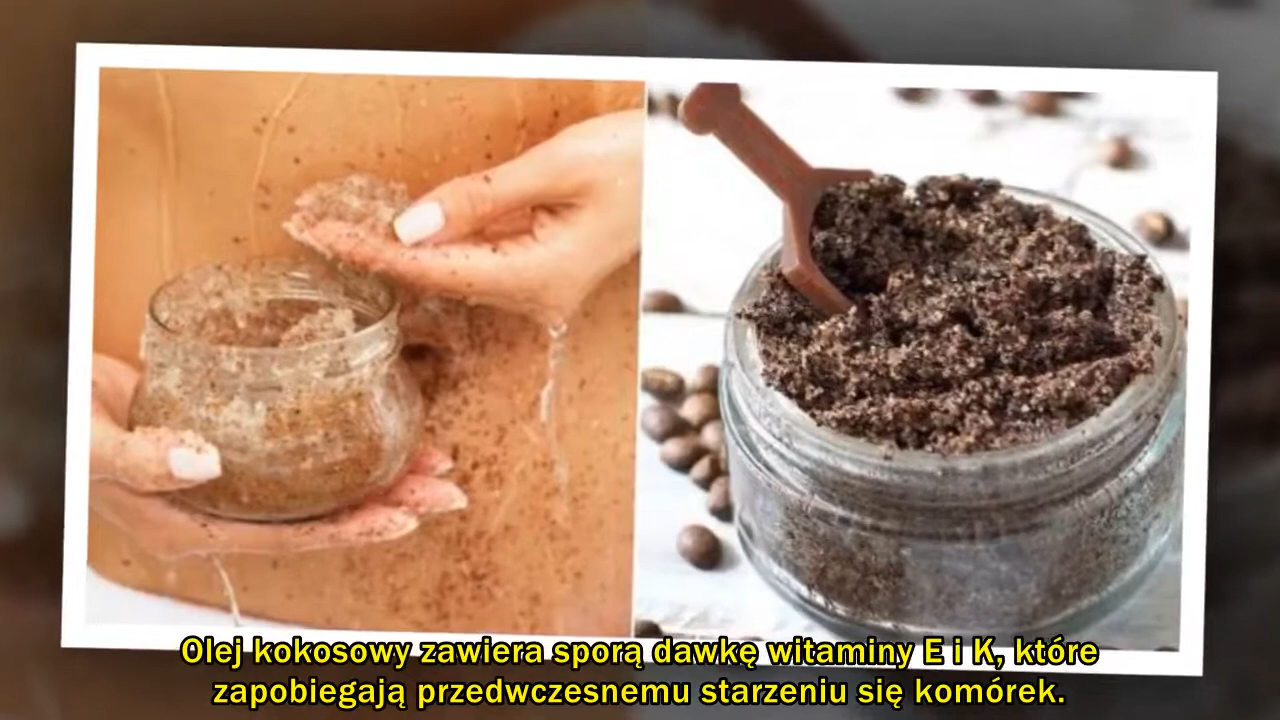 Olej kokosowy zawiera sporą dawkę witaminy E i K, które
zapobiegają przedwczesnemu starzeniu się komórek.